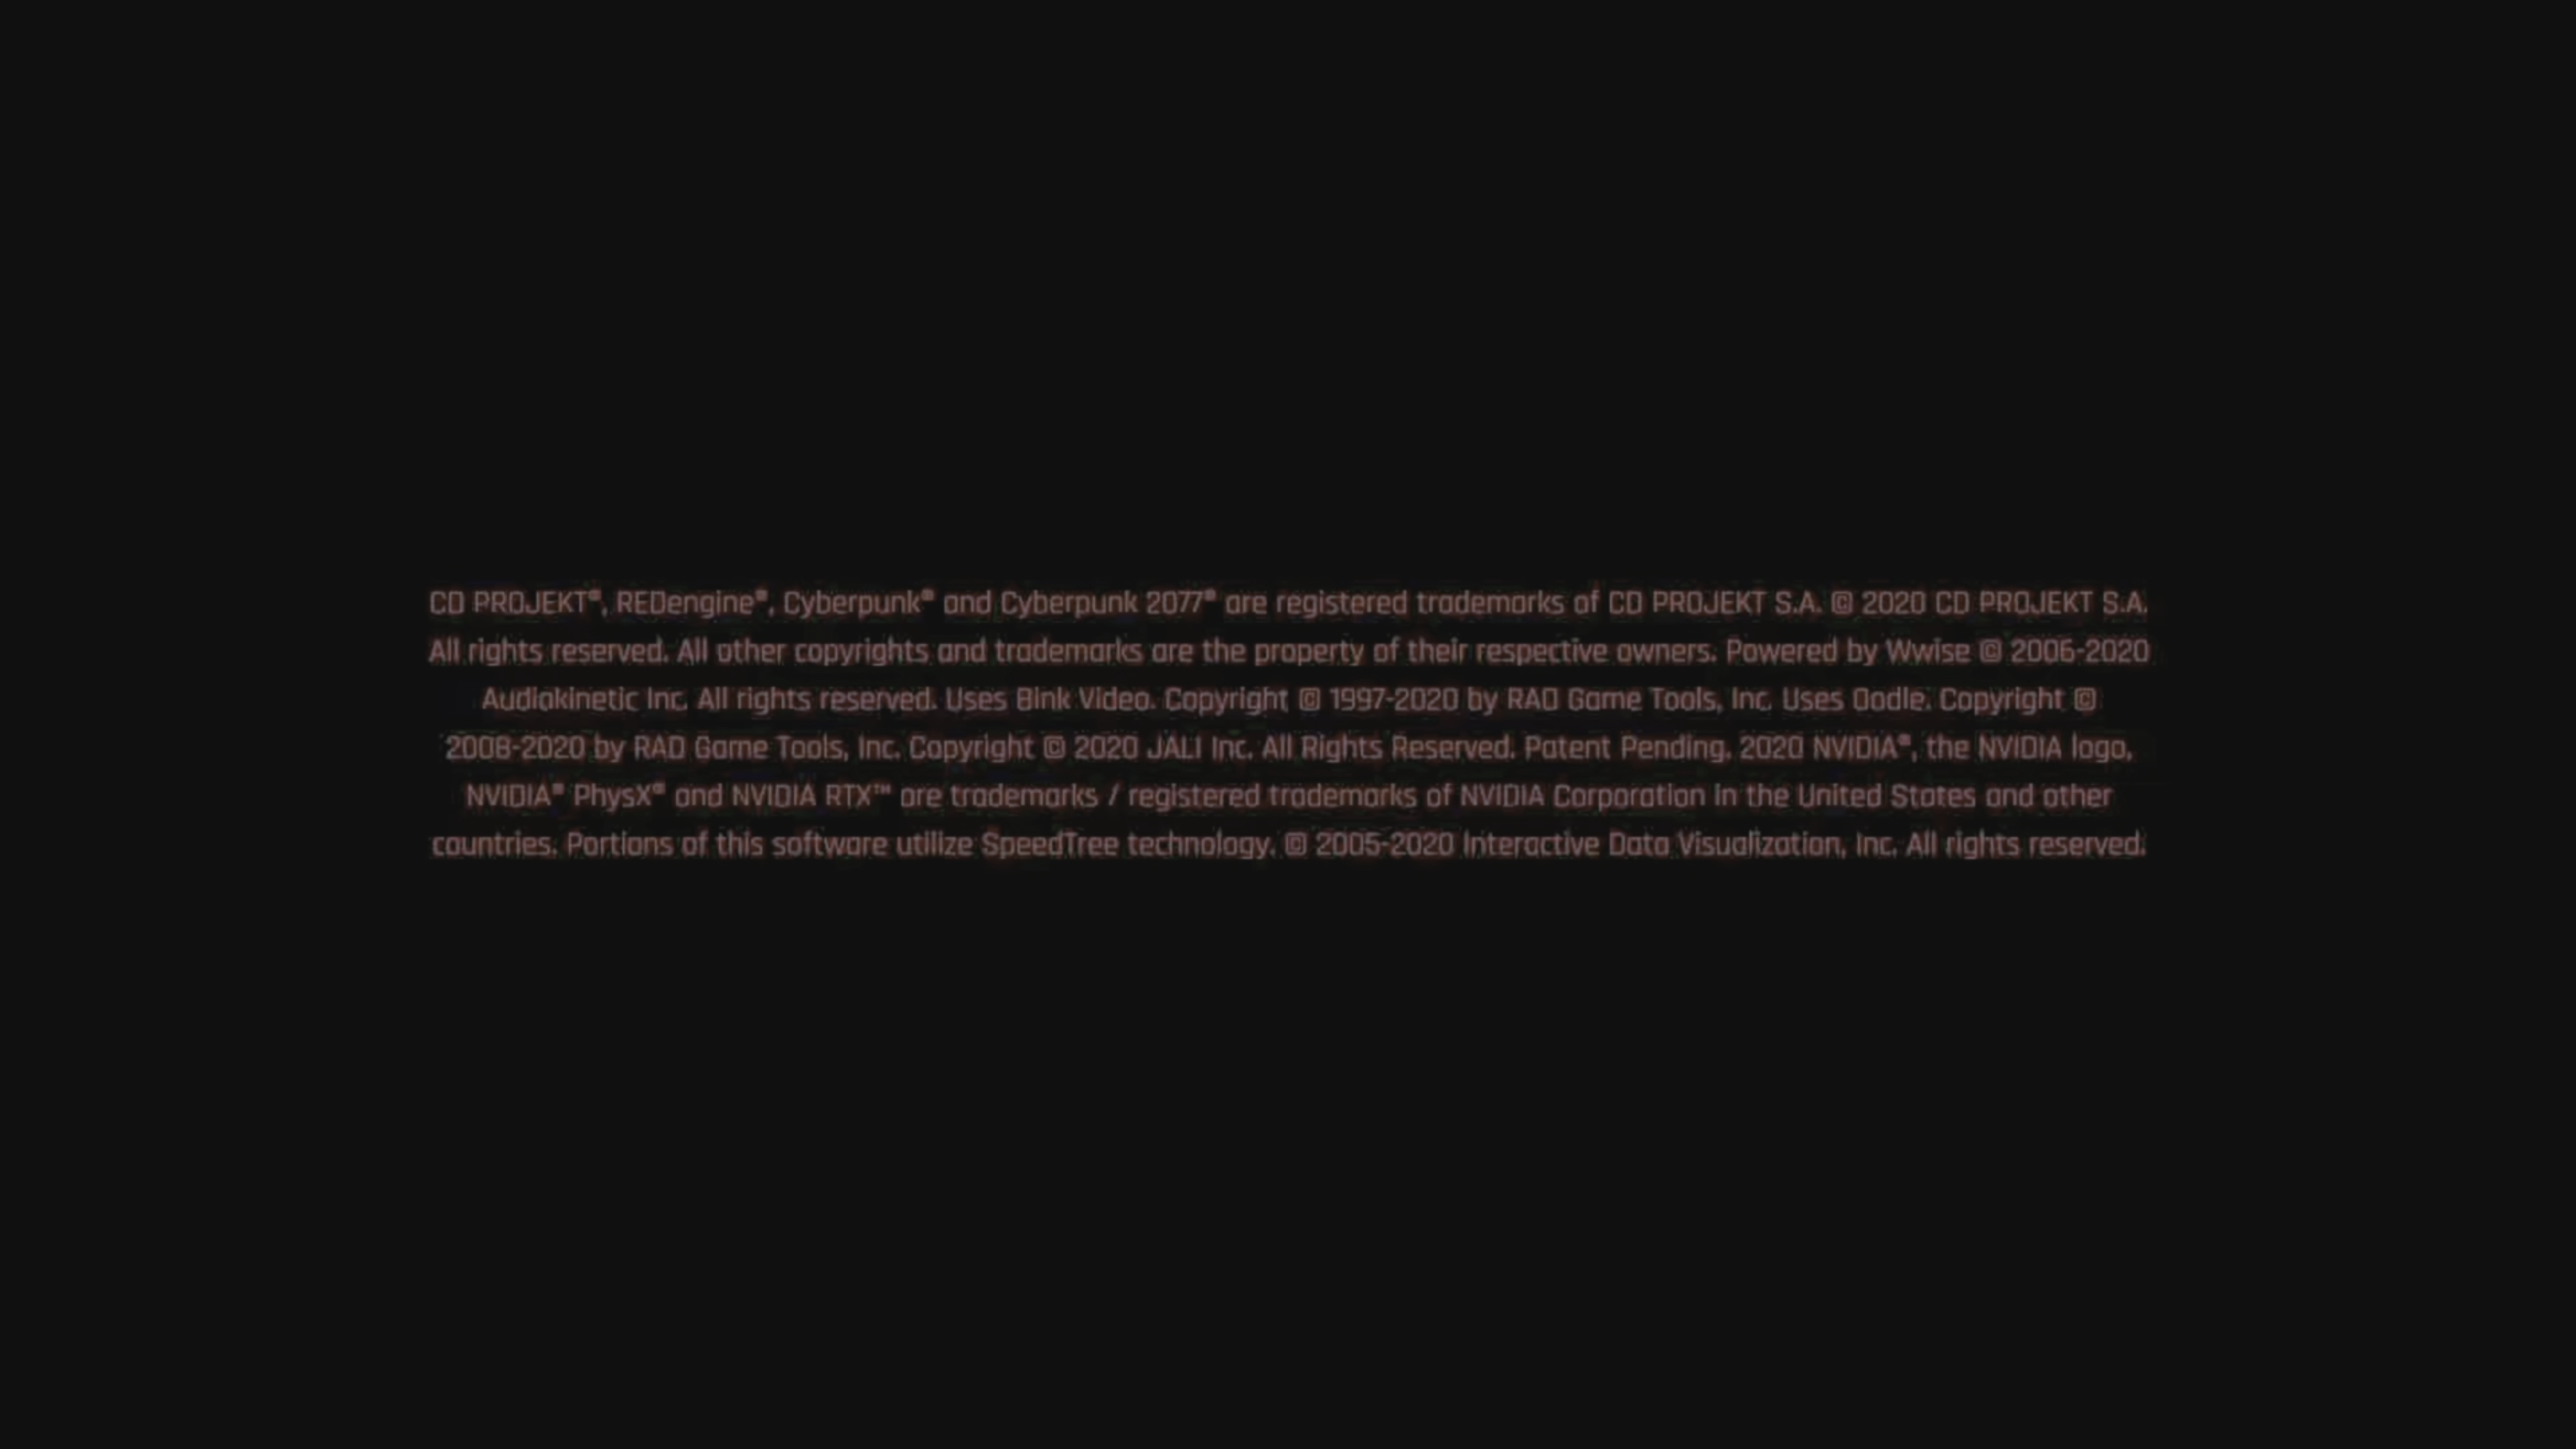 CD PROJEKT®, REDengine®, Cyberpunk® and Cyberpunk 2077® are registered trademarks of CD PROJEKT S.A. © 2020 CD PROJEKT S.A.
All rights reserved. All other copyrights and trademarks are the property of their respective owners. Powered by Wwise © 2006-2020
Audiokinetic Inc. All rights reserved. Uses Bink Video. Copyright © 1997-2020 by RAD Game Tools, Inc. Uses Oodle. Copyright ©
2008-2020 by RAD Game Tools, Inc. Copyright © 2020 JALI Inc. All Rights Reserved. Patent Pending. 2020 NVIDIA®, the NVIDIA logo,
NVIDIA® PhysX® and NVIDIA RTX™ are trademarks / registered trademarks of NVIDIA Corporation in the United States and other
countries. Portions of this software utilize SpeedTree technology. © 2005-2020 Interactive Data Visualization, Inc. All rights reserved.